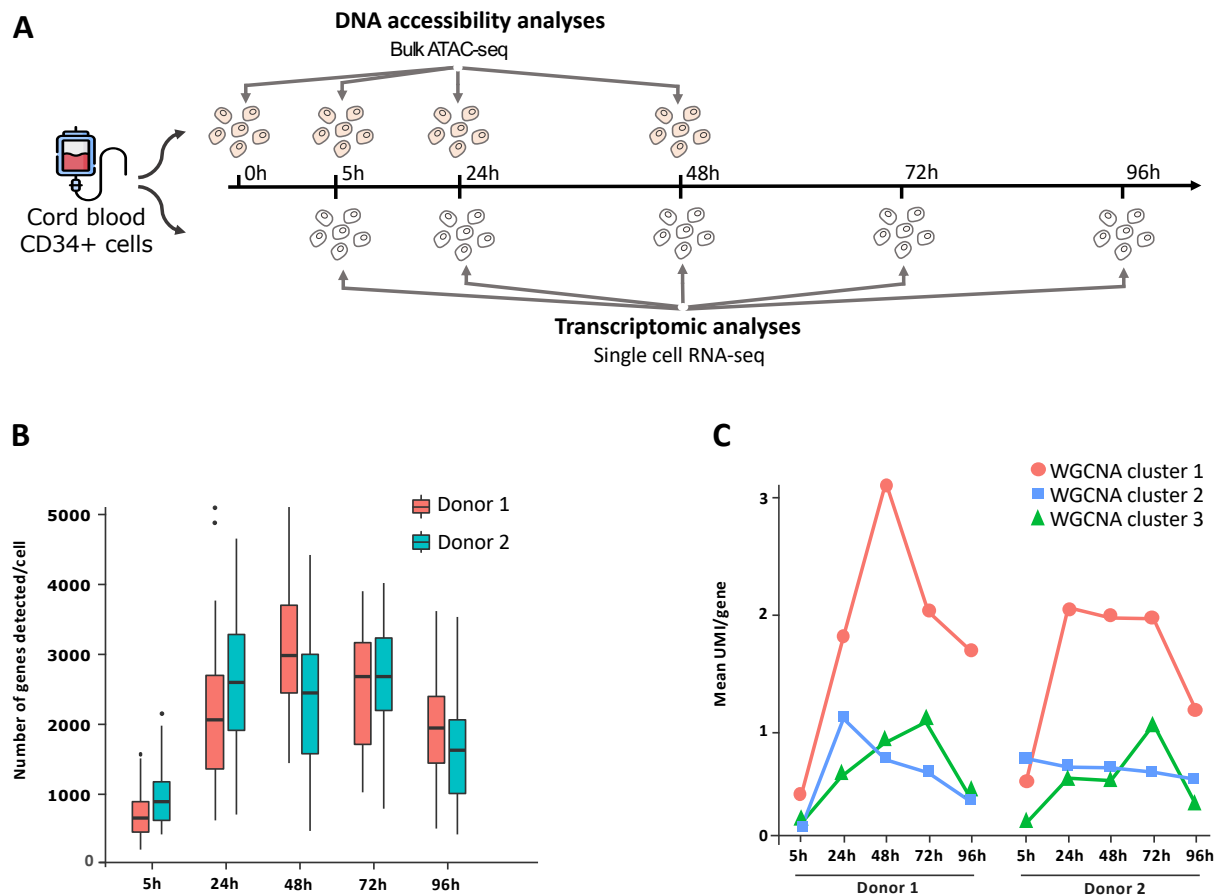 A
DNA accessibility analyses
Bulk ATAC-seq
0h 5h 24h 48h 72h 96h
Cord blood
CD34+ cells
Transcriptomic analyses
Single cell RNA-seq
B
Number of genes detected/cell
5000
4000
3000
2000
1000
0
Donor 1
Donor 2
5h 24h 48h 72h 96h
C
WGCNA cluster 1
WGCNA cluster 2
WGCNA cluster 3
Mean UMI/gene
3
2
1
0
5h 24h 48h 72h 96h 5h 24h 48h 72h 96h
Donor 1 Donor 2